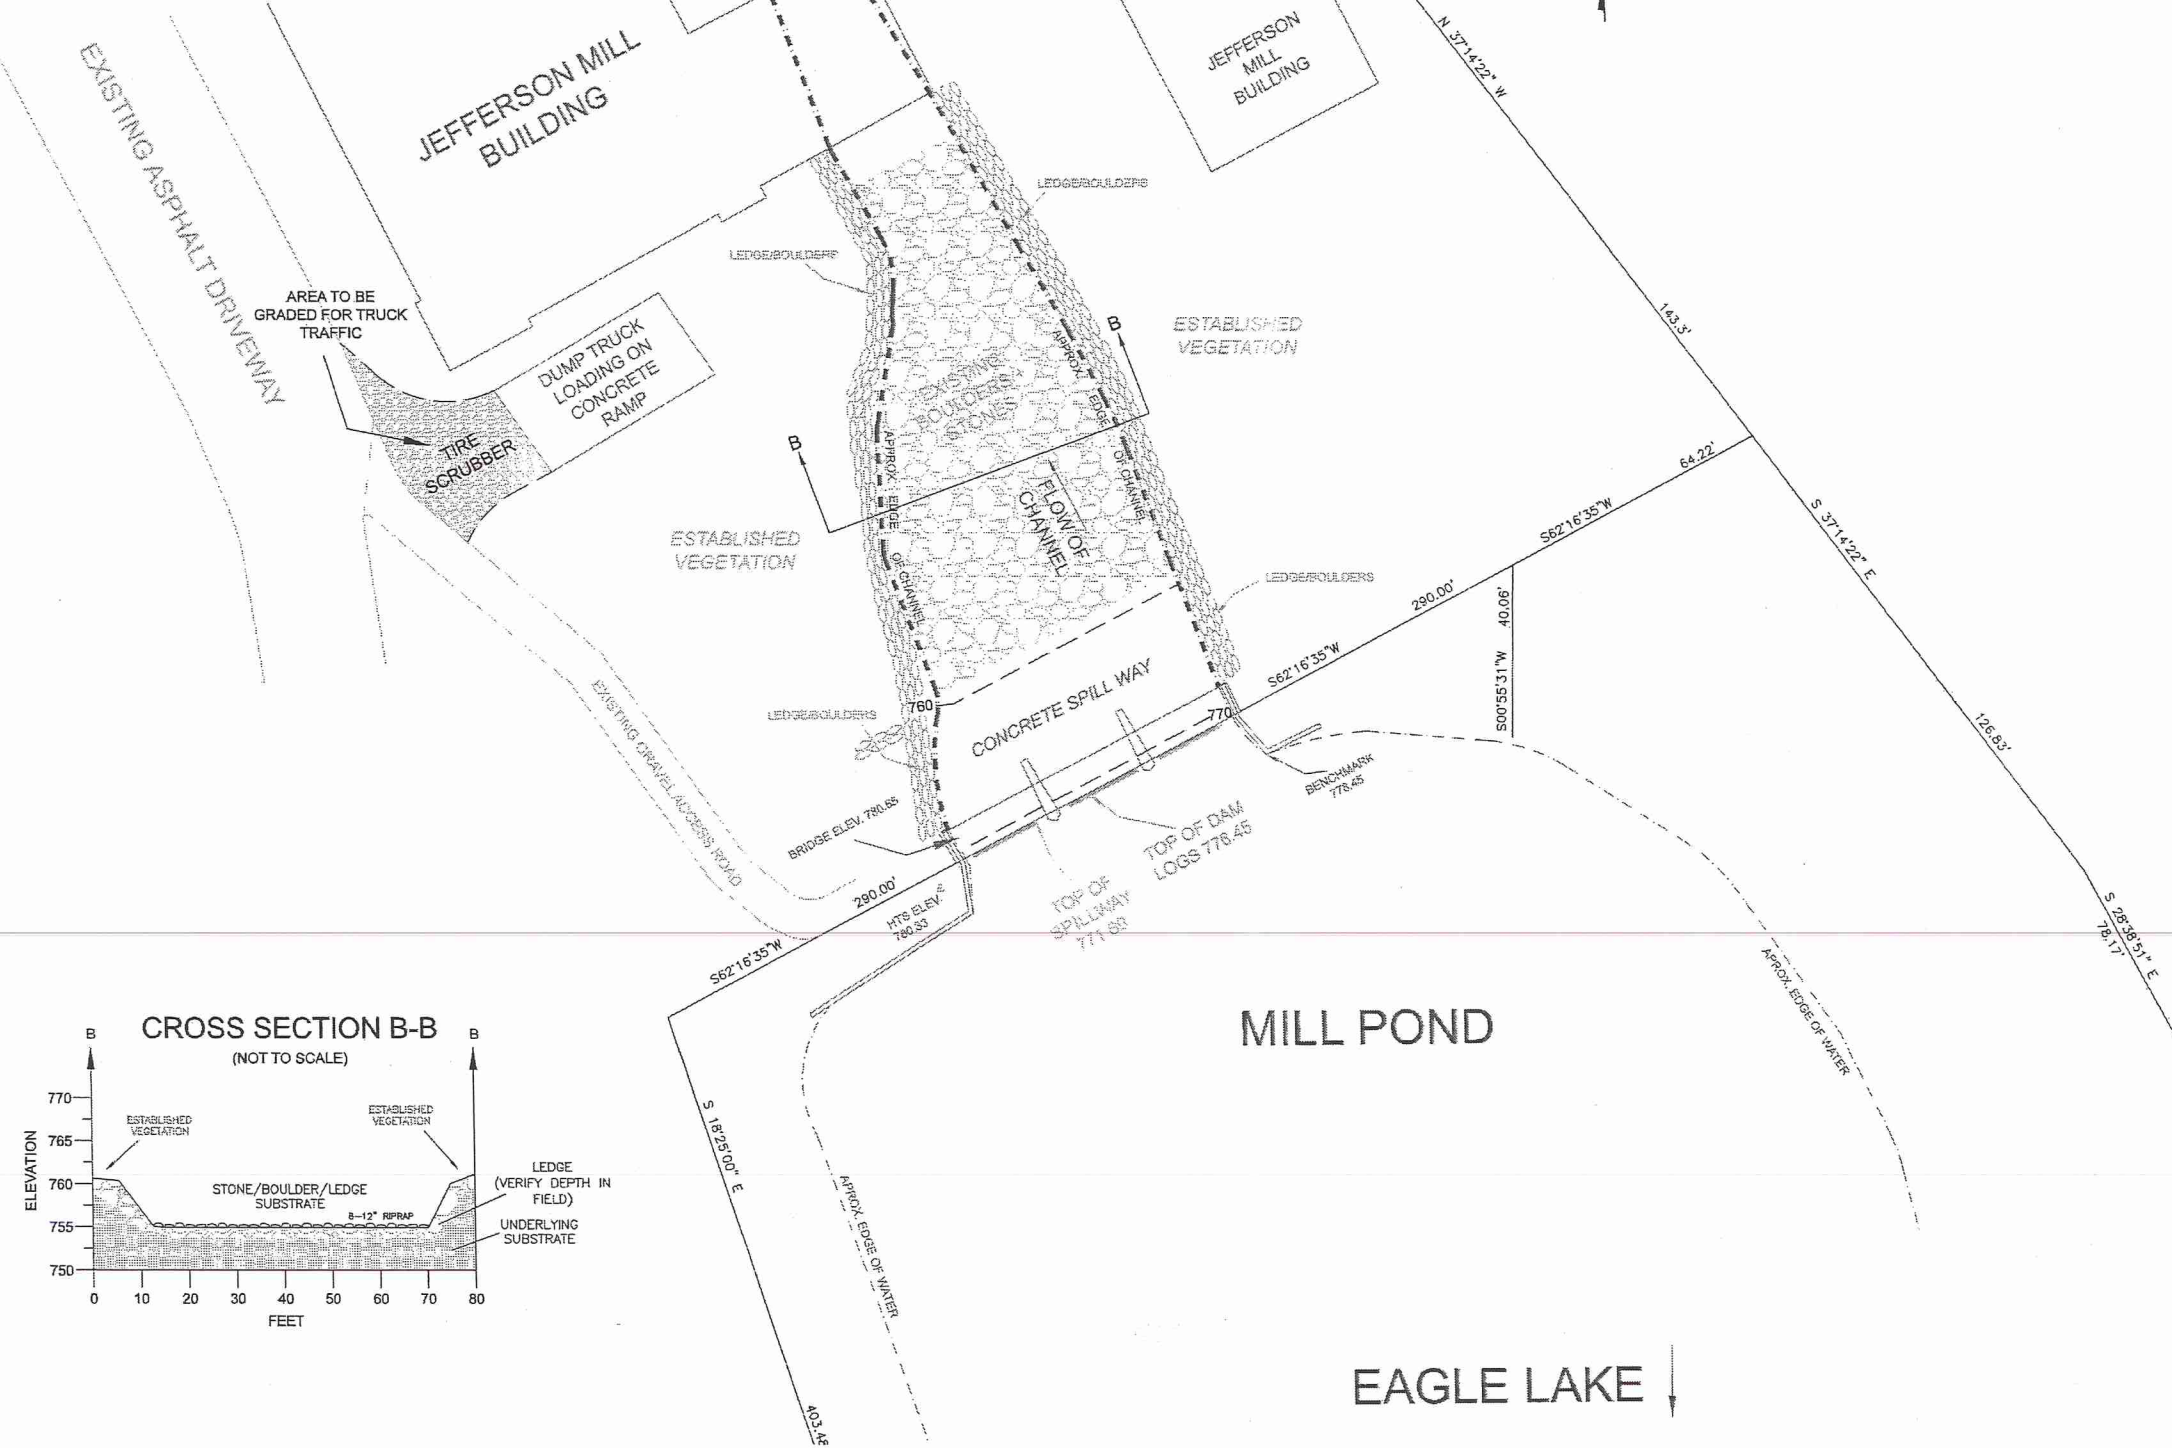 EXISTING ASPHALT DRIVEWAY
JEFFERSON MILL
BUILDING
JEFFERSON
MILL
BUILDING
N 37°14'22" W
LEDGE/BOULDERS
LEDGE/BOULDERS
AREA TO BE
GRADED FOR TRUCK
TRAFFIC
DUMP TRUCK
LOADING ON
CONCRETE
RAMP
TIRE
SCRUBBER
B
B
ESTABLISHED
VEGETATION
143.3'
EXISTING
BOULDERS/
STONES
APPROX. EDGE OF CHANNEL
APPROX. EDGE OF CHANNEL
FLOW OF
CHANNEL
ESTABLISHED
VEGETATION
64.22'
S62°16'35"W
S 37°14'22" E
LEDGE/BOULDERS
290.00'
40.06'
S00°55'31"W
S62°16'35"W
126.83'
EXISTING GRAVEL ACCESS ROAD
LEDGE/BOULDERS
760
CONCRETE SPILL WAY
770
BENCHMARK
778.45
BRIDGE ELEV. 780.65
TOP OF DAM
LOGS 776.45
TOP OF
SPILLWAY
290.00'
HTS ELEV.
780.33
S62°16'35"W
S 28°38'51" E
78.17'
APROX. EDGE OF WATER
MILL POND
CROSS SECTION B-B
(NOT TO SCALE)
B
B
ELEVATION
770
765
760
755
750
ESTABLISHED
VEGETATION
ESTABLISHED
VEGETATION
STONE/BOULDER/LEDGE
SUBSTRATE
8-12" RIPRAP
LEDGE
(VERIFY DEPTH IN
FIELD)
UNDERLYING
SUBSTRATE
0 10 20 30 40 50 60 70 80
FEET
S 18°25'00" E
APROX. EDGE OF WATER
EAGLE LAKE